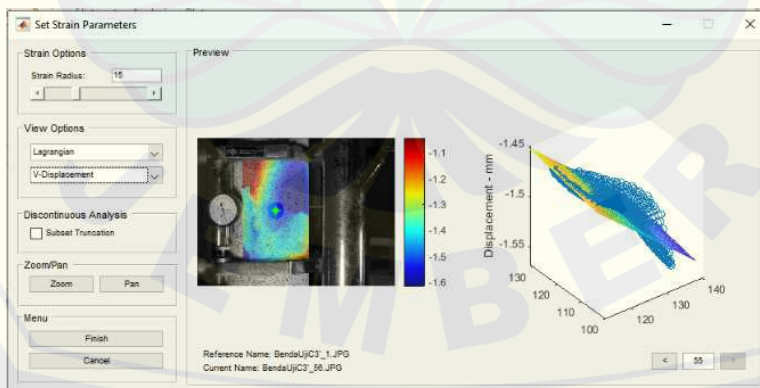 Set Strain Parameters
Strain Options
Strain Radius: 15
View Options
Lagrangian
V-Displacement
Discontinuous Analysis
Subset Truncation
Zoom/Pan
Zoom Pan
Menu
Finish
Cancel
Preview
-1.1
-1.2
-1.3
-1.4
-1.5
-1.6
Displacement - mm
-1.45
-1.5
-1.55
130
120
110
100
120
130
140
Reference Name: BendaUjiC3'_1.JPG
Current Name: BendaUjiC3'_56.JPG
< 55 >
JEMBER